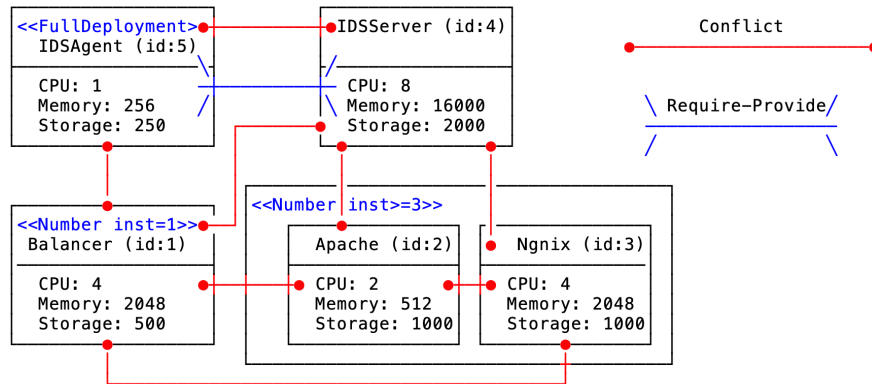 <<FullDeployment>
IDSAgent (id:5)
CPU: 1
Memory: 256
Storage: 250
IDSServer (id:4)
CPU: 8
Memory: 16000
Storage: 2000
Conflict
Require-Provide
<<Number inst=1>>
Balancer (id:1)
CPU: 4
Memory: 2048
Storage: 500
<<Number inst>=3>>
Apache (id:2)
CPU: 2
Memory: 512
Storage: 1000
Ngnix (id:3)
CPU: 4
Memory: 2048
Storage: 1000